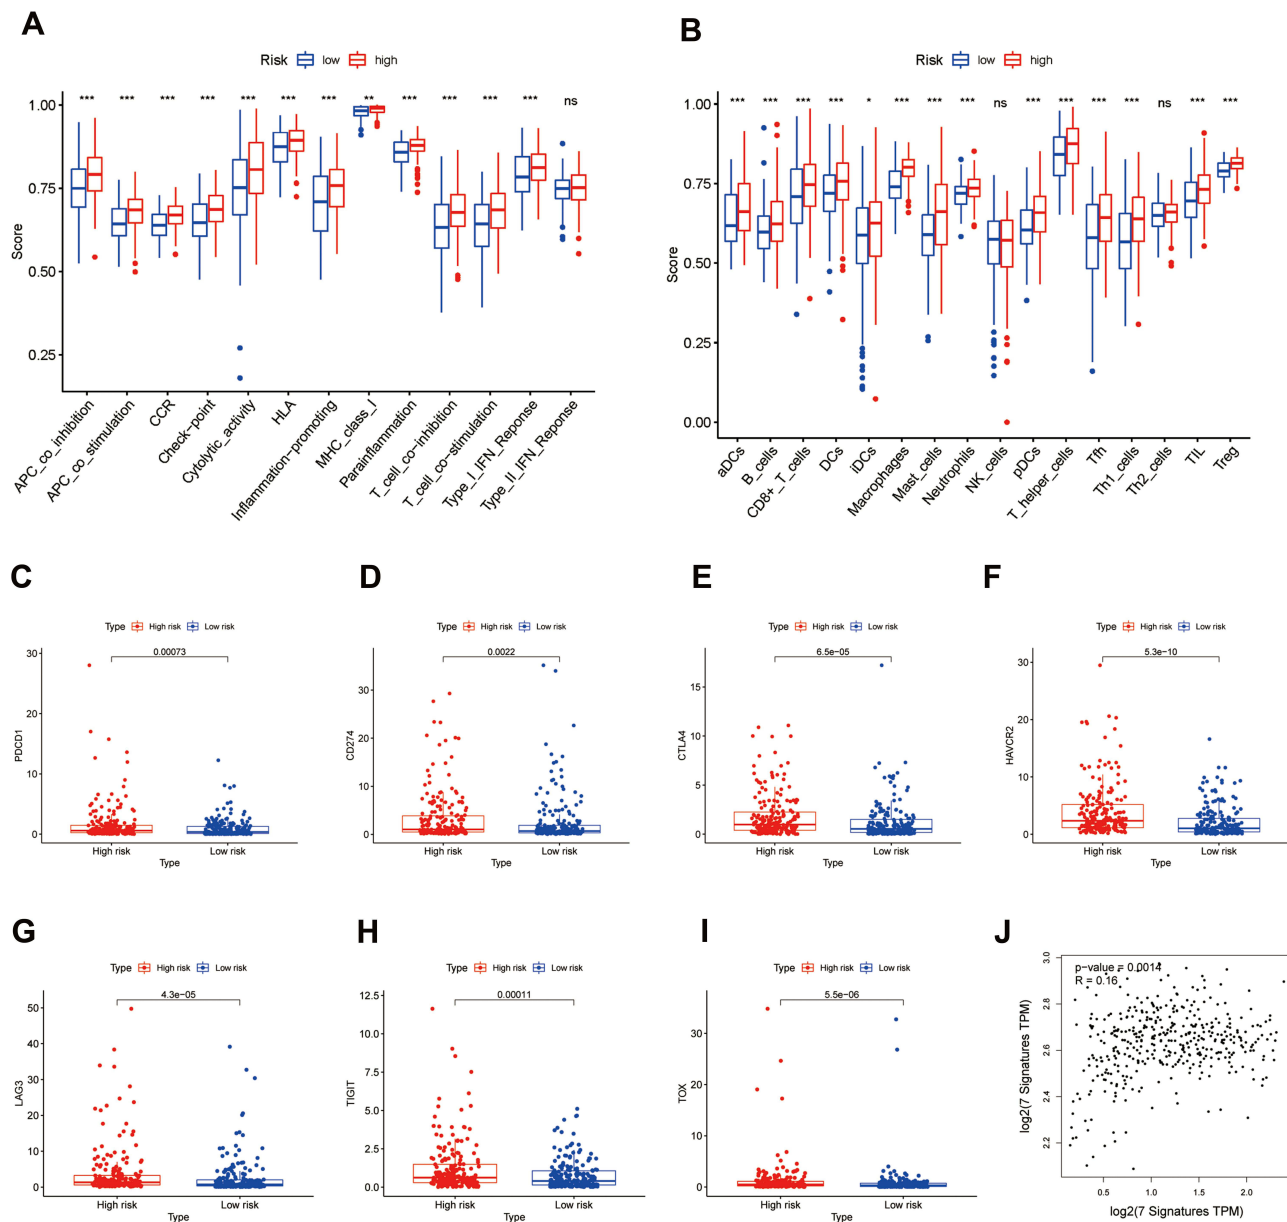 A
B
Risk low high
Risk low high
*** *** *** *** *** *** *** ** *** *** *** *** ns
*** *** *** *** * *** *** *** ns *** *** *** *** ns *** ***
1.00
0.75
0.50
0.25
Score
1.00
0.75
0.50
0.25
0.00
Score
APC_co_inhibition
APC_co_stimulation
CCR
Check-point
Cytolytic_activity
HLA
Inflammation-promoting
MHC_class_I
Parainflammation
T_cell_co-inhibition
T_cell_co-stimulation
Type_I_IFN_Reponse
Type_II_IFN_Reponse
aDCs
B_cells
CD8+_T_cells
DCs
iDCs
Macrophages
Mast_cells
Neutrophils
NK_cells
pDCs
T_helper_cells
Tfh
Th1_cells
Th2_cells
TIL
Treg
C
Type High risk Low risk
0.00073
30
20
10
0
PDCD1
High risk Low risk
Type
D
Type High risk Low risk
0.0022
30
20
10
0
CD274
High risk Low risk
Type
E
Type High risk Low risk
6.5e-05
15
10
5
0
CTLA4
High risk Low risk
Type
F
Type High risk Low risk
5.3e-10
30
20
10
0
HAVCR2
High risk Low risk
Type
G
Type High risk Low risk
4.3e-05
50
40
30
20
10
0
LAG3
High risk Low risk
Type
H
Type High risk Low risk
0.00011
12.5
10.0
7.5
5.0
2.5
0.0
TIGIT
High risk Low risk
Type
I
Type High risk Low risk
5.5e-06
30
20
10
0
TOX
High risk Low risk
Type
J
p-value = 0.0014
R = 0.16
3.0
2.8
2.6
2.4
2.2
log2(7 Signatures TPM)
0.5 1.0 1.5 2.0
log2(7 Signatures TPM)